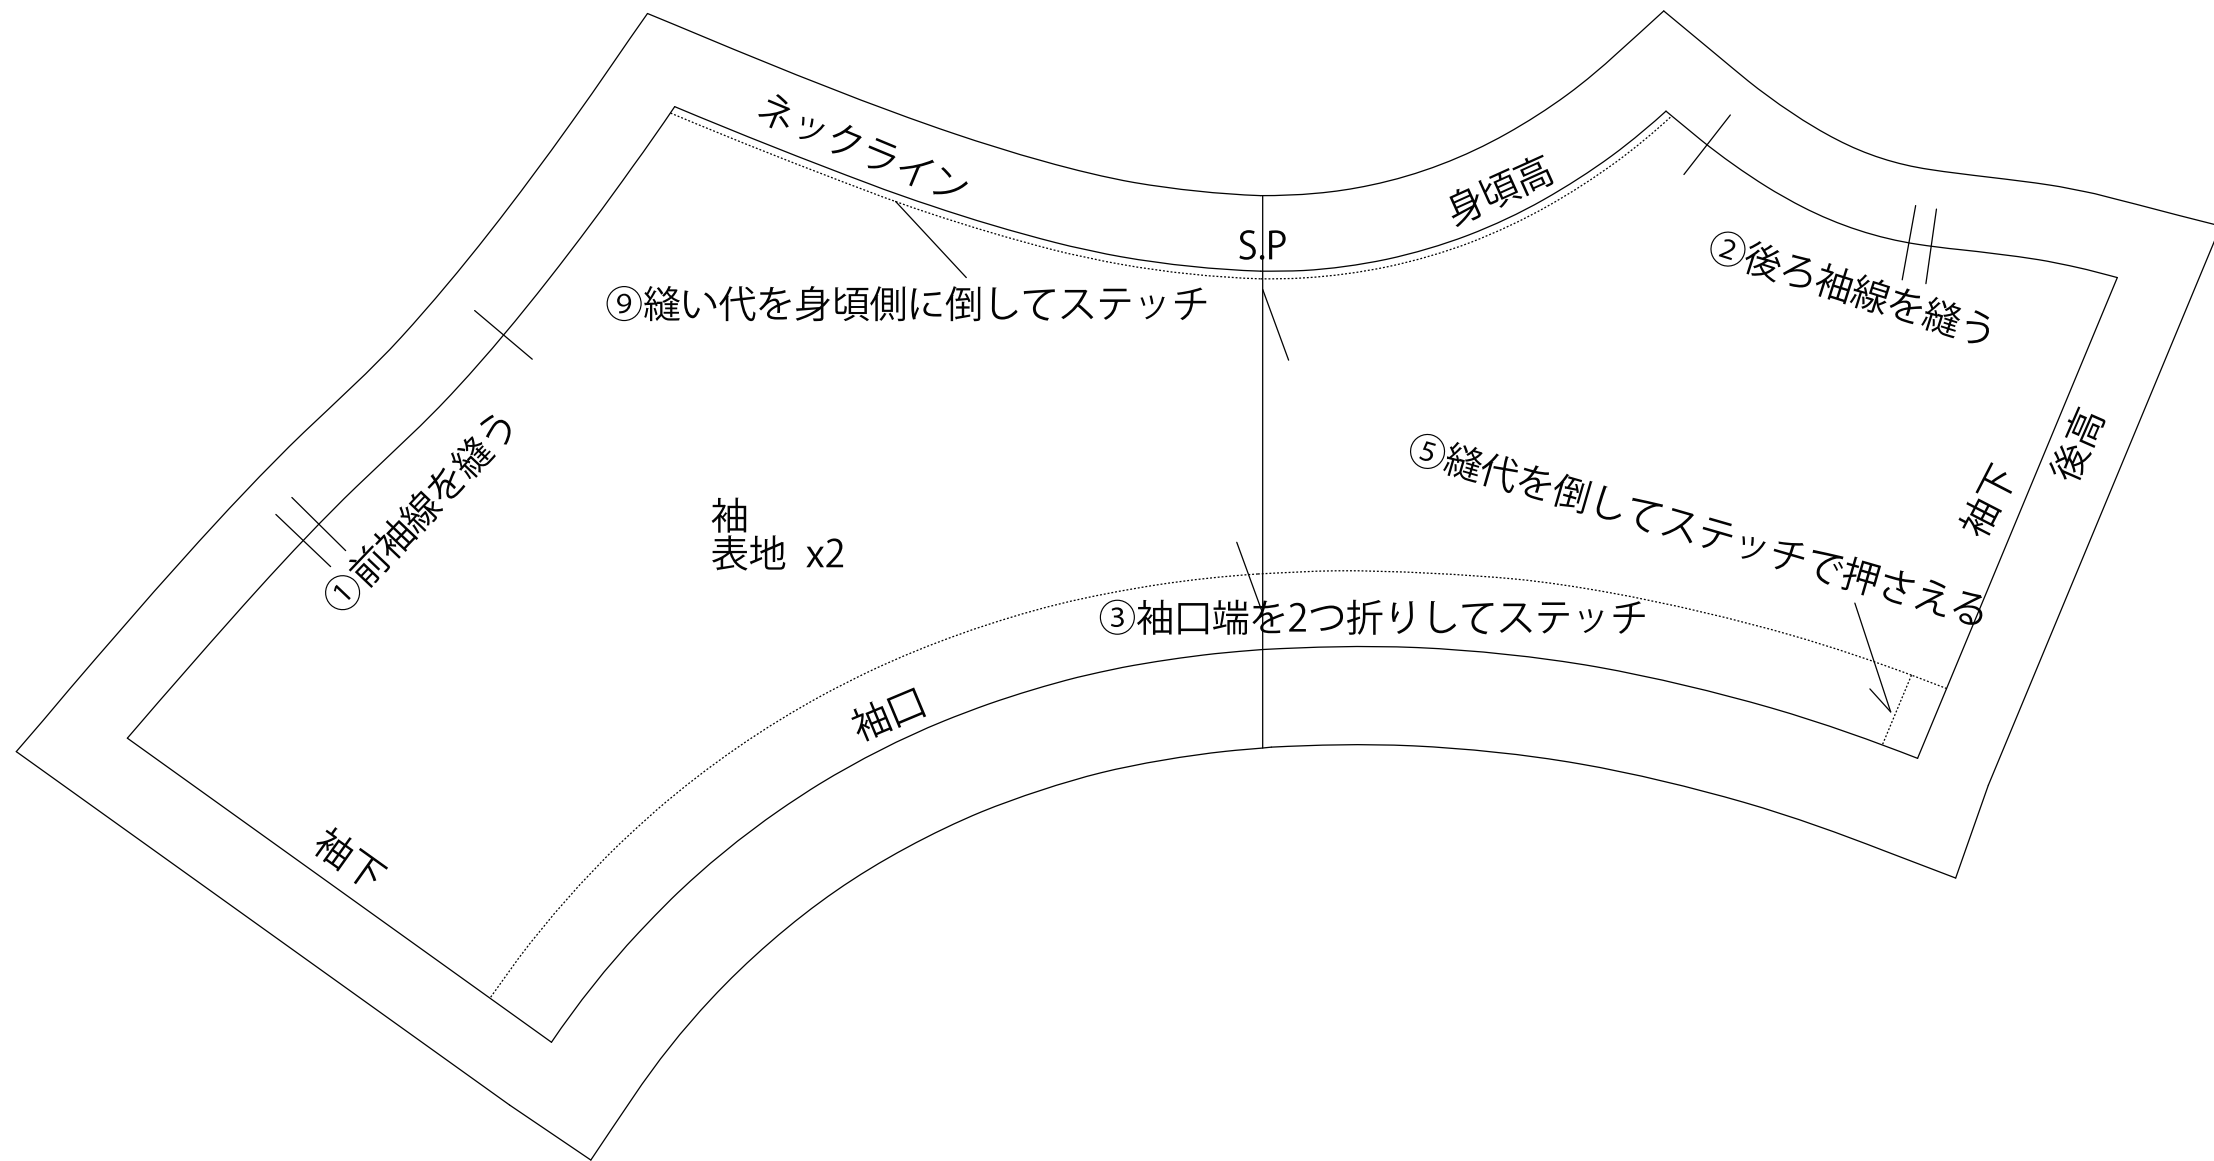 ネックライン
身頃高
S.P
②後ろ袖線を縫う
⑨縫い代を身頃側に倒してステッチ
①前袖線を縫う
後高
⑤縫代を倒してステッチで押さえる
袖下
袖
表地 x2
③袖口端を2つ折りしてステッチ
袖口
袖下